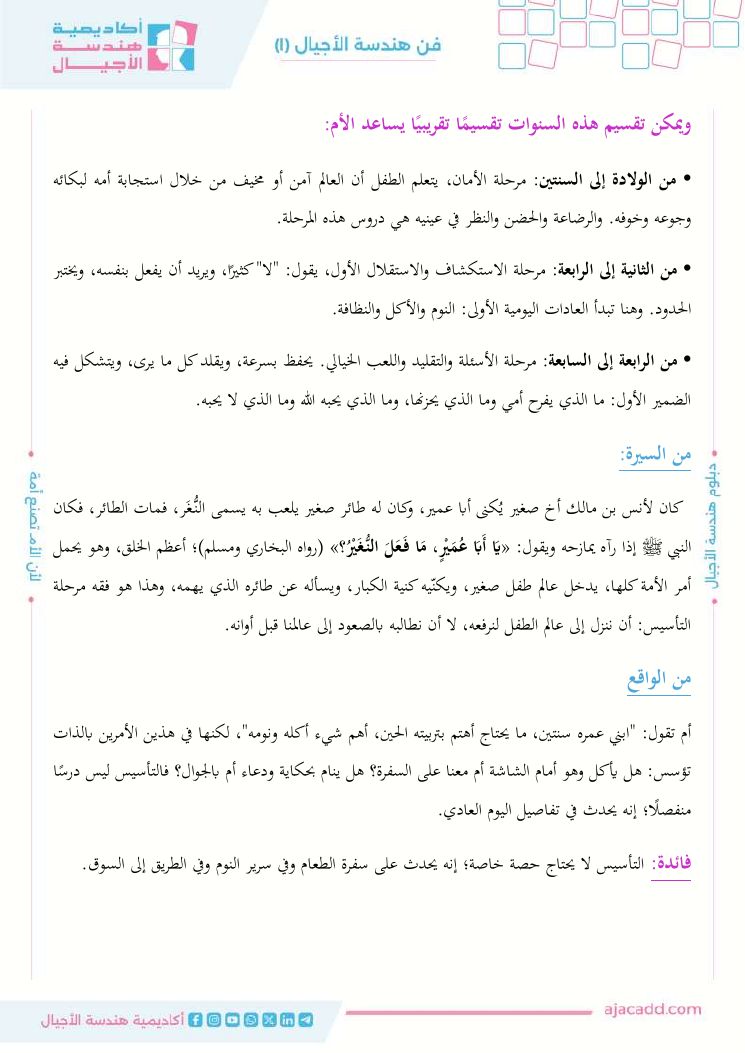 أكاديمية
هندسة
الأجيال
فن هندسة الأجيال (١)
ويمكن تقسيم هذه السنوات تقسيمًا تقريبيًا يساعد الأم:
• من الولادة إلى السنتين: مرحلة الأمان، يتعلم الطفل أن العالم آمن أو مخيف من خلال استجابة أمه لبكائه
وجوعه وخوفه. والرضاعة والحضن والنظر في عينيه هي دروس هذه المرحلة.
• من الثانية إلى الرابعة: مرحلة الاستكشاف والاستقلال الأول، يقول: "لا" كثيرًا، ويريد أن يفعل بنفسه، ويختبر
الحدود. وهنا تبدأ العادات اليومية الأولى: النوم والأكل والنظافة.
• من الرابعة إلى السابعة: مرحلة الأسئلة والتقليد واللعب الخيالي. يحفظ بسرعة، ويقلد كل ما يرى، ويتشكل فيه
الضمير الأول: ما الذي يفرح أمي وما الذي يحزنها، وما الذي يحبه الله وما الذي لا يحبه.
من السيرة:
كان لأنس بن مالك أخ صغير يُكنى أبا عمير، وكان له طائر صغير يلعب به يسمى النُّغَر، فمات الطائر، فكان
النبي ﷺ إذا رآه يمازحه ويقول: «يَا أَبَا عُمَيْرٍ، مَا فَعَلَ النُّغَيْرُ؟» (رواه البخاري ومسلم)؛ أعظم الخلق، وهو يحمل
أمر الأمة كلها، يدخل عالم طفل صغير، ويكنّيه كنية الكبار، ويسأله عن طائره الذي يهمه، وهذا هو فقه مرحلة
التأسيس: أن ننزل إلى عالم الطفل لنرفعه، لا أن نطالبه بالصعود إلى عالمنا قبل أوانه.
من الواقع
أم تقول: "ابني عمره سنتين، ما يحتاج أهتم بتربيته الحين، أهم شيء أكله ونومه"، لكنها في هذين الأمرين بالذات
تؤسس: هل يأكل وهو أمام الشاشة أم معنا على السفرة؟ هل ينام بحكاية ودعاء أم بالجوال؟ فالتأسيس ليس درسًا
منفصلًا؛ إنه يحدث في تفاصيل اليوم العادي.
فائدة: التأسيس لا يحتاج حصة خاصة؛ إنه يحدث على سفرة الطعام وفي سرير النوم وفي الطريق إلى السوق.
دبلوم هندسة الأجيال
لأن الأم تصنع أمة
أكاديمية هندسة الأجيال
ajacadd.com